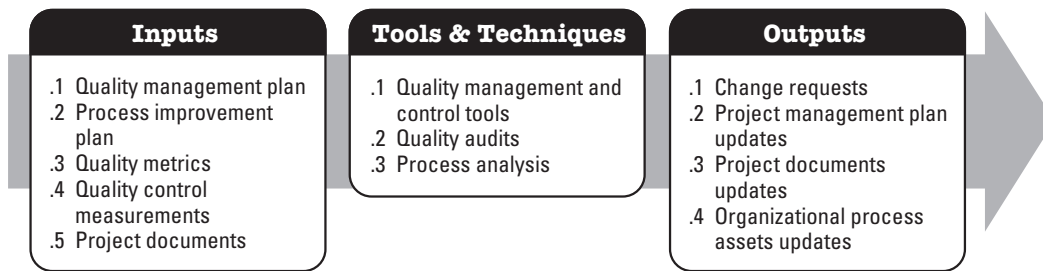 Inputs
.1 Quality management plan
.2 Process improvement
plan
.3 Quality metrics
.4 Quality control
measurements
.5 Project documents
Tools & Techniques
.1 Quality management and
control tools
.2 Quality audits
.3 Process analysis
Outputs
.1 Change requests
.2 Project management plan
updates
.3 Project documents
updates
.4 Organizational process
assets updates